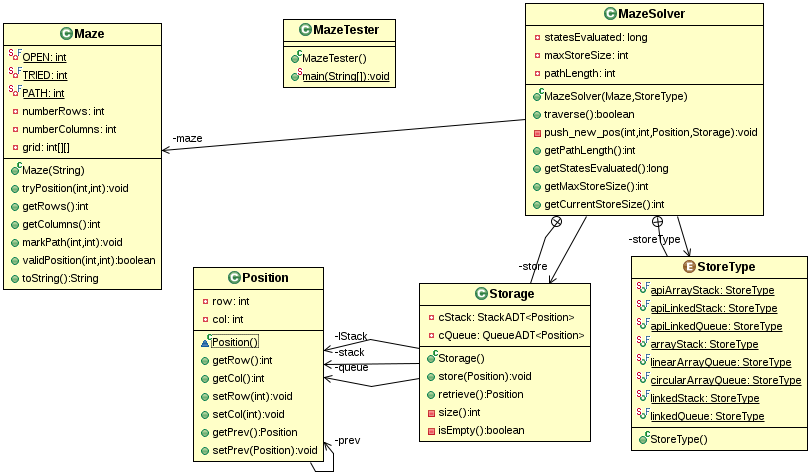 Maze
OPEN: int
TRIED: int
PATH: int
numberRows: int
numberColumns: int
grid: int[][]
Maze(String)
tryPosition(int,int):void
getRows():int
getColumns():int
markPath(int,int):void
validPosition(int,int):boolean
toString():String
MazeTester
MazeTester()
main(String[]):void
MazeSolver
statesEvaluated: long
maxStoreSize: int
pathLength: int
MazeSolver(Maze,StoreType)
traverse():boolean
push_new_pos(int,int,Position,Storage):void
getPathLength():int
getStatesEvaluated():long
getMaxStoreSize():int
getCurrentStoreSize():int
-maze
-store
-storeType
Position
row: int
col: int
Position()
getRow():int
getCol():int
setRow(int):void
setCol(int):void
getPrev():Position
setPrev(Position):void
-lStack
-stack
-queue
-prev
Storage
cStack: StackADT<Position>
cQueue: QueueADT<Position>
Storage()
store(Position):void
retrieve():Position
size():int
isEmpty():boolean
StoreType
apiArrayStack: StoreType
apiLinkedStack: StoreType
apiLinkedQueue: StoreType
arrayStack: StoreType
linearArrayQueue: StoreType
circularArrayQueue: StoreType
linkedStack: StoreType
linkedQueue: StoreType
StoreType()